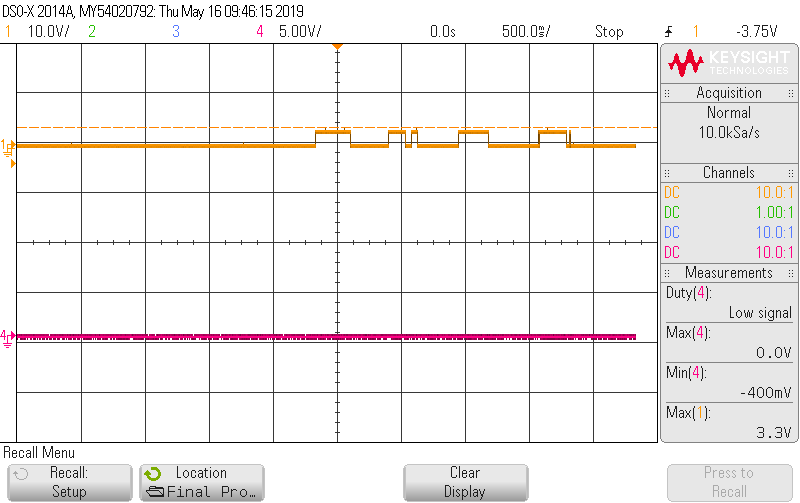 DSO-X 2014A, MY54020792: Thu May 16 09:46:15 2019
1 10.0V/ 2 3 4 5.00V/ 0.0s 500.0ms/ Stop 1 -3.75V
KEYSIGHT
TECHNOLOGIES
Acquisition
Normal
10.0kSa/s
Channels
DC 10.0:1
DC 1.00:1
DC 10.0:1
DC 10.0:1
Measurements
Duty(4):
Low signal
Max(4):
0.0V
Min(4):
-400mV
Max(1):
3.3V
1
4
Recall Menu
Recall:
Setup
Location
Final Pro...
Clear
Display
Press to
Recall